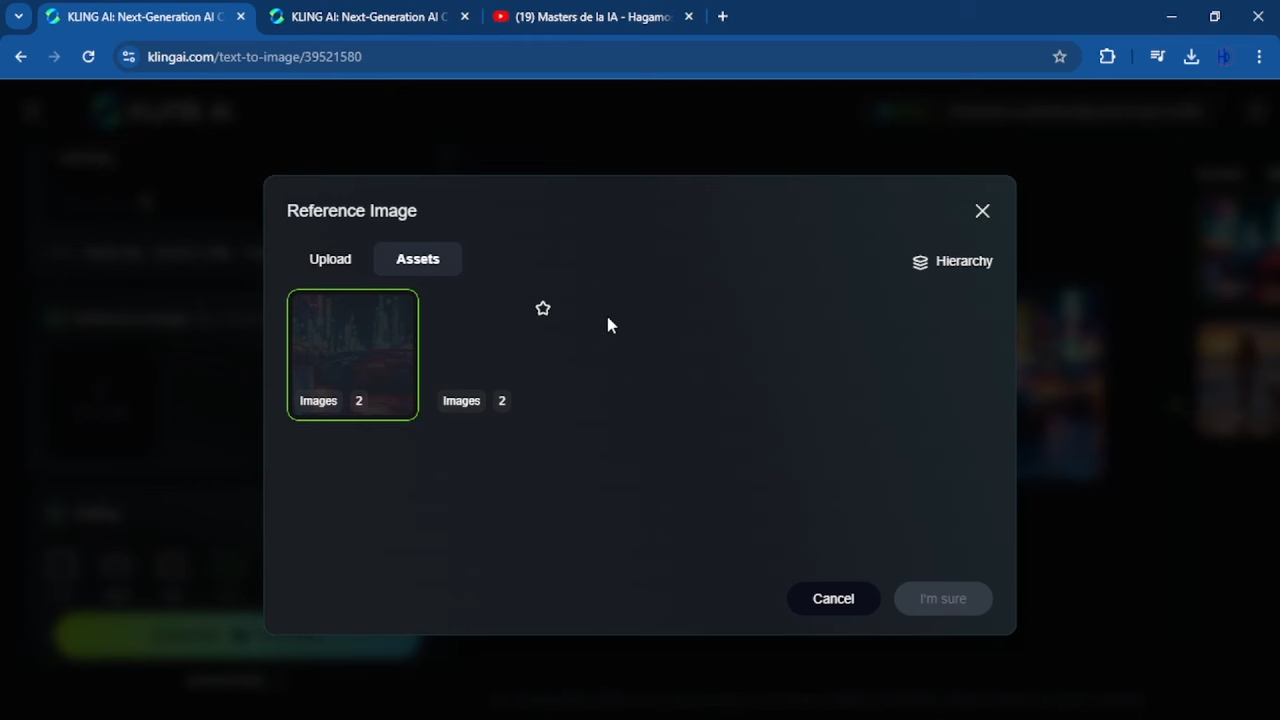 KLING AI: Next-Generation AI C
KLING AI: Next-Generation AI C
(19) Masters de la IA - Hagamo
klingai.com/text-to-image/39521580
Reference Image
Upload
Assets
Hierarchy
Images 2
Images 2
Cancel
I'm sure